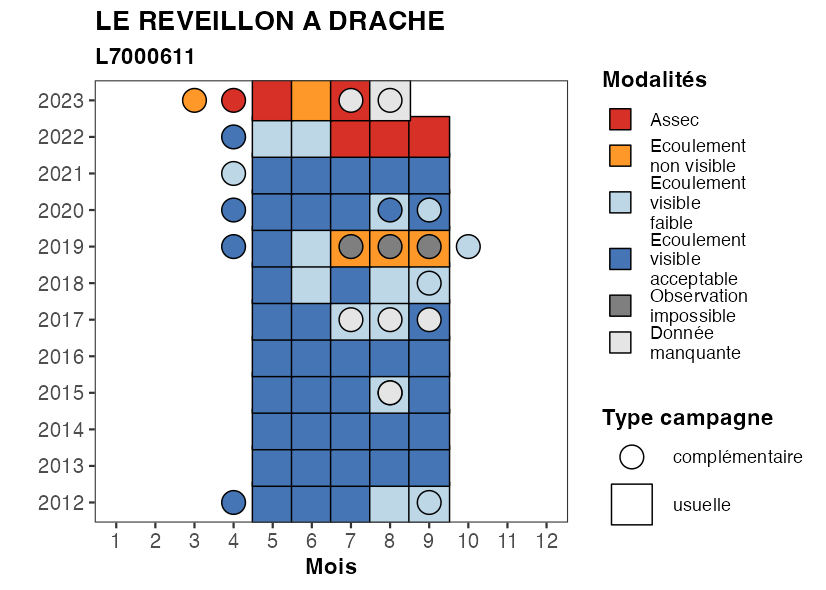 LE REVEILLON A DRACHE
L7000611
2023
2022
2021
2020
2019
2018
2017
2016
2015
2014
2013
2012
1 2 3 4 5 6 7 8 9 10 11 12
Mois
Modalités
Assec
Ecoulement
non visible
Ecoulement
visible
faible
Ecoulement
visible
acceptable
Observation
impossible
Donnée
manquante
Type campagne
complémentaire
usuelle